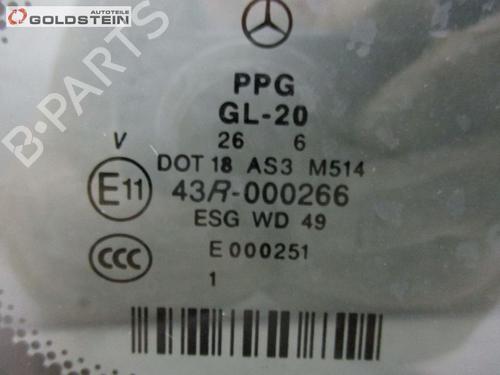 AUTOTEILE
GOLDSTEIN
B-PARTS
PPG
GL-20
V 26 6
DOT 18 AS3 M514
E11 43R-000266
ESG WD 49
CCC E 000251
1